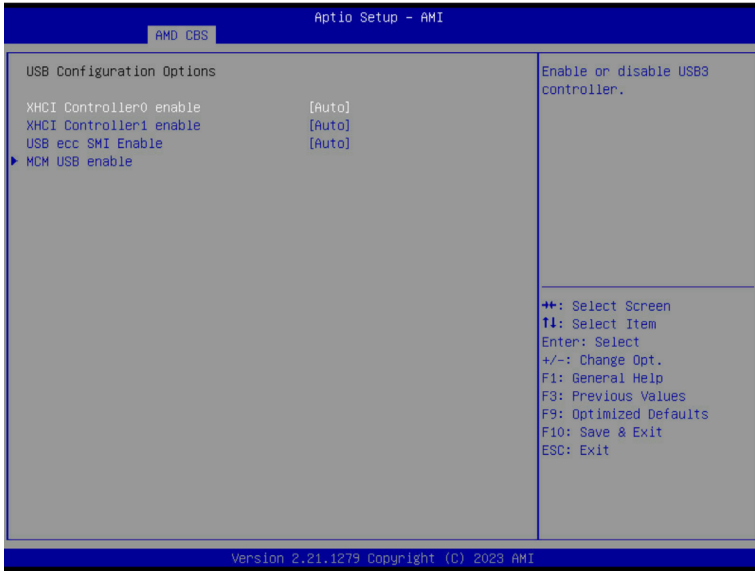 Aptio Setup - AMI
AMD CBS
USB Configuration Options
XHCI Controller0 enable [Auto]
XHCI Controller1 enable [Auto]
USB ecc SMI Enable [Auto]
MCM USB enable
Enable or disable USB3
controller.
: Select Screen
↑↓: Select Item
Enter: Select
+/-: Change Opt.
F1: General Help
F3: Previous Values
F9: Optimized Defaults
F10: Save & Exit
ESC: Exit
Version 2.21.1279 Copyright (C) 2023 AMI